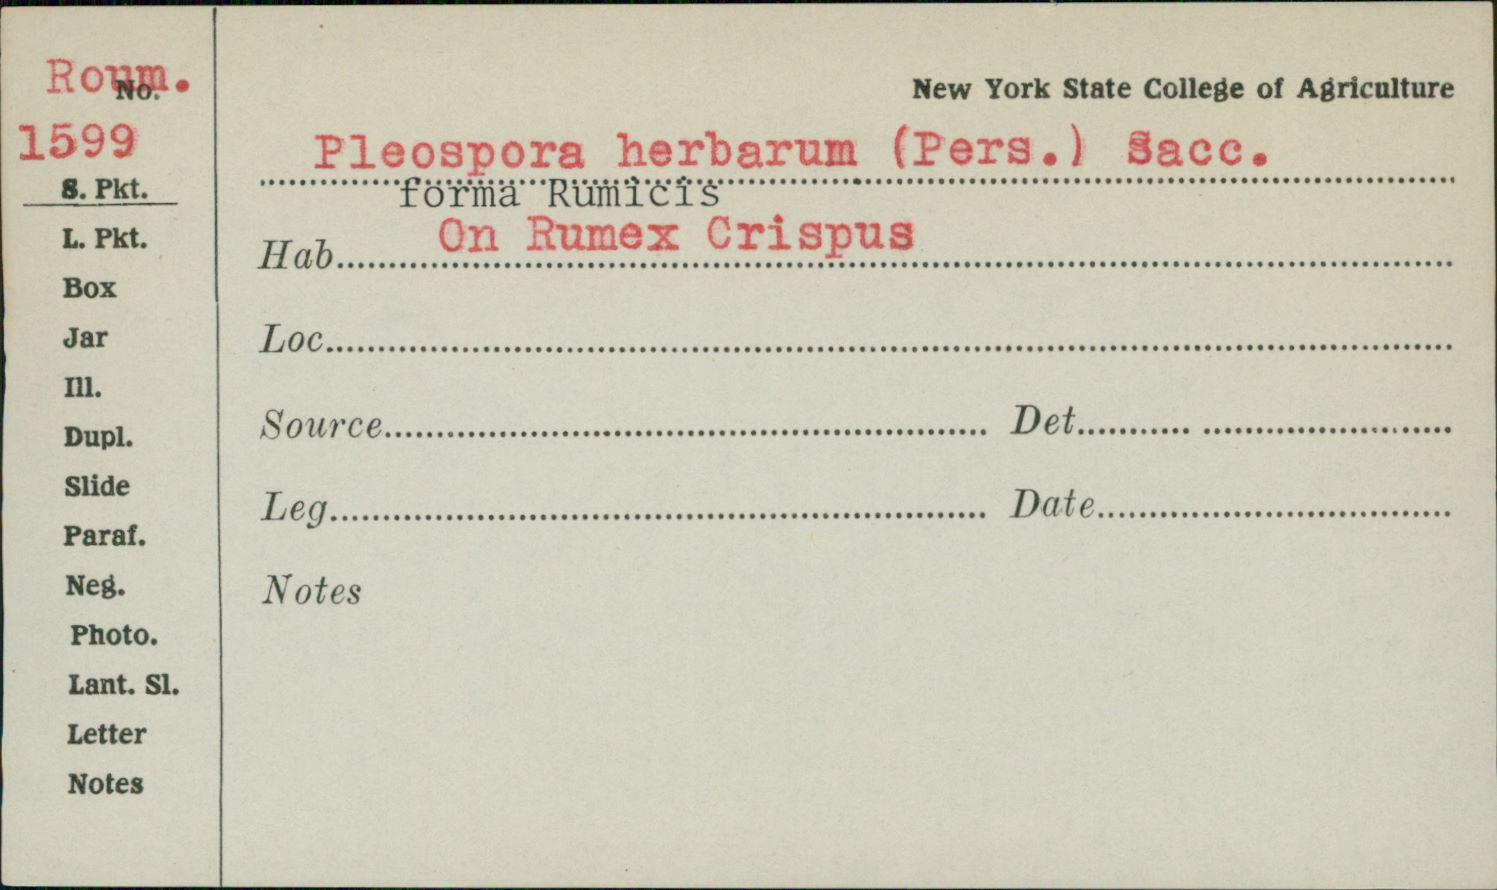 Roum.
No.
1599
S. Pkt.
L. Pkt.
Box
Jar
Ill.
Dupl.
Slide
Paraf.
Neg.
Photo.
Lant. Sl.
Letter
Notes
New York State College of Agriculture
Pleospora herbarum (Pers.) Sacc.
forma Rumicis
Hab. On Rumex Crispus
Loc.
Source Det.
Leg. Date
Notes